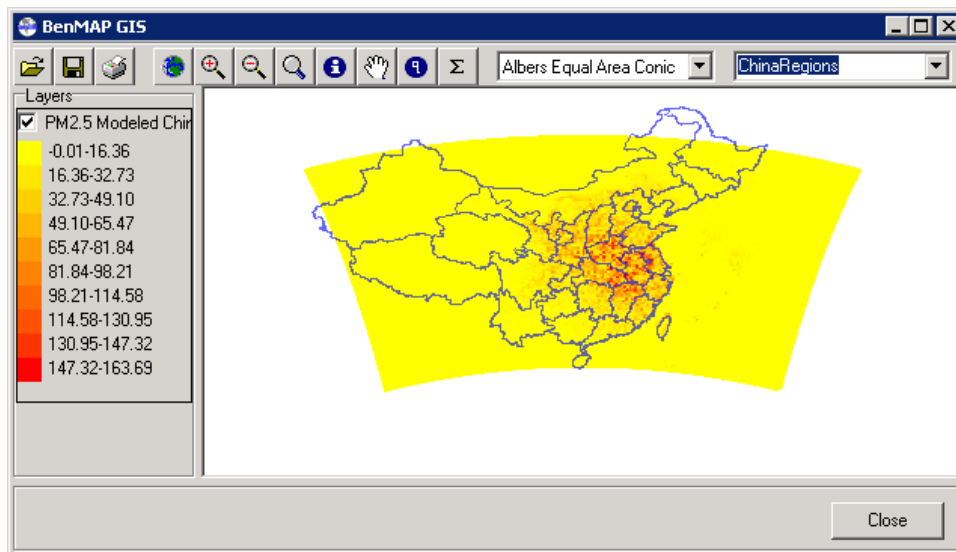 BenMAP GIS
Albers Equal Area Conic
ChinaRegions
Layers
PM2.5 Modeled Chir
-0.01-16.36
16.36-32.73
32.73-49.10
49.10-65.47
65.47-81.84
81.84-98.21
98.21-114.58
114.58-130.95
130.95-147.32
147.32-163.69
Close